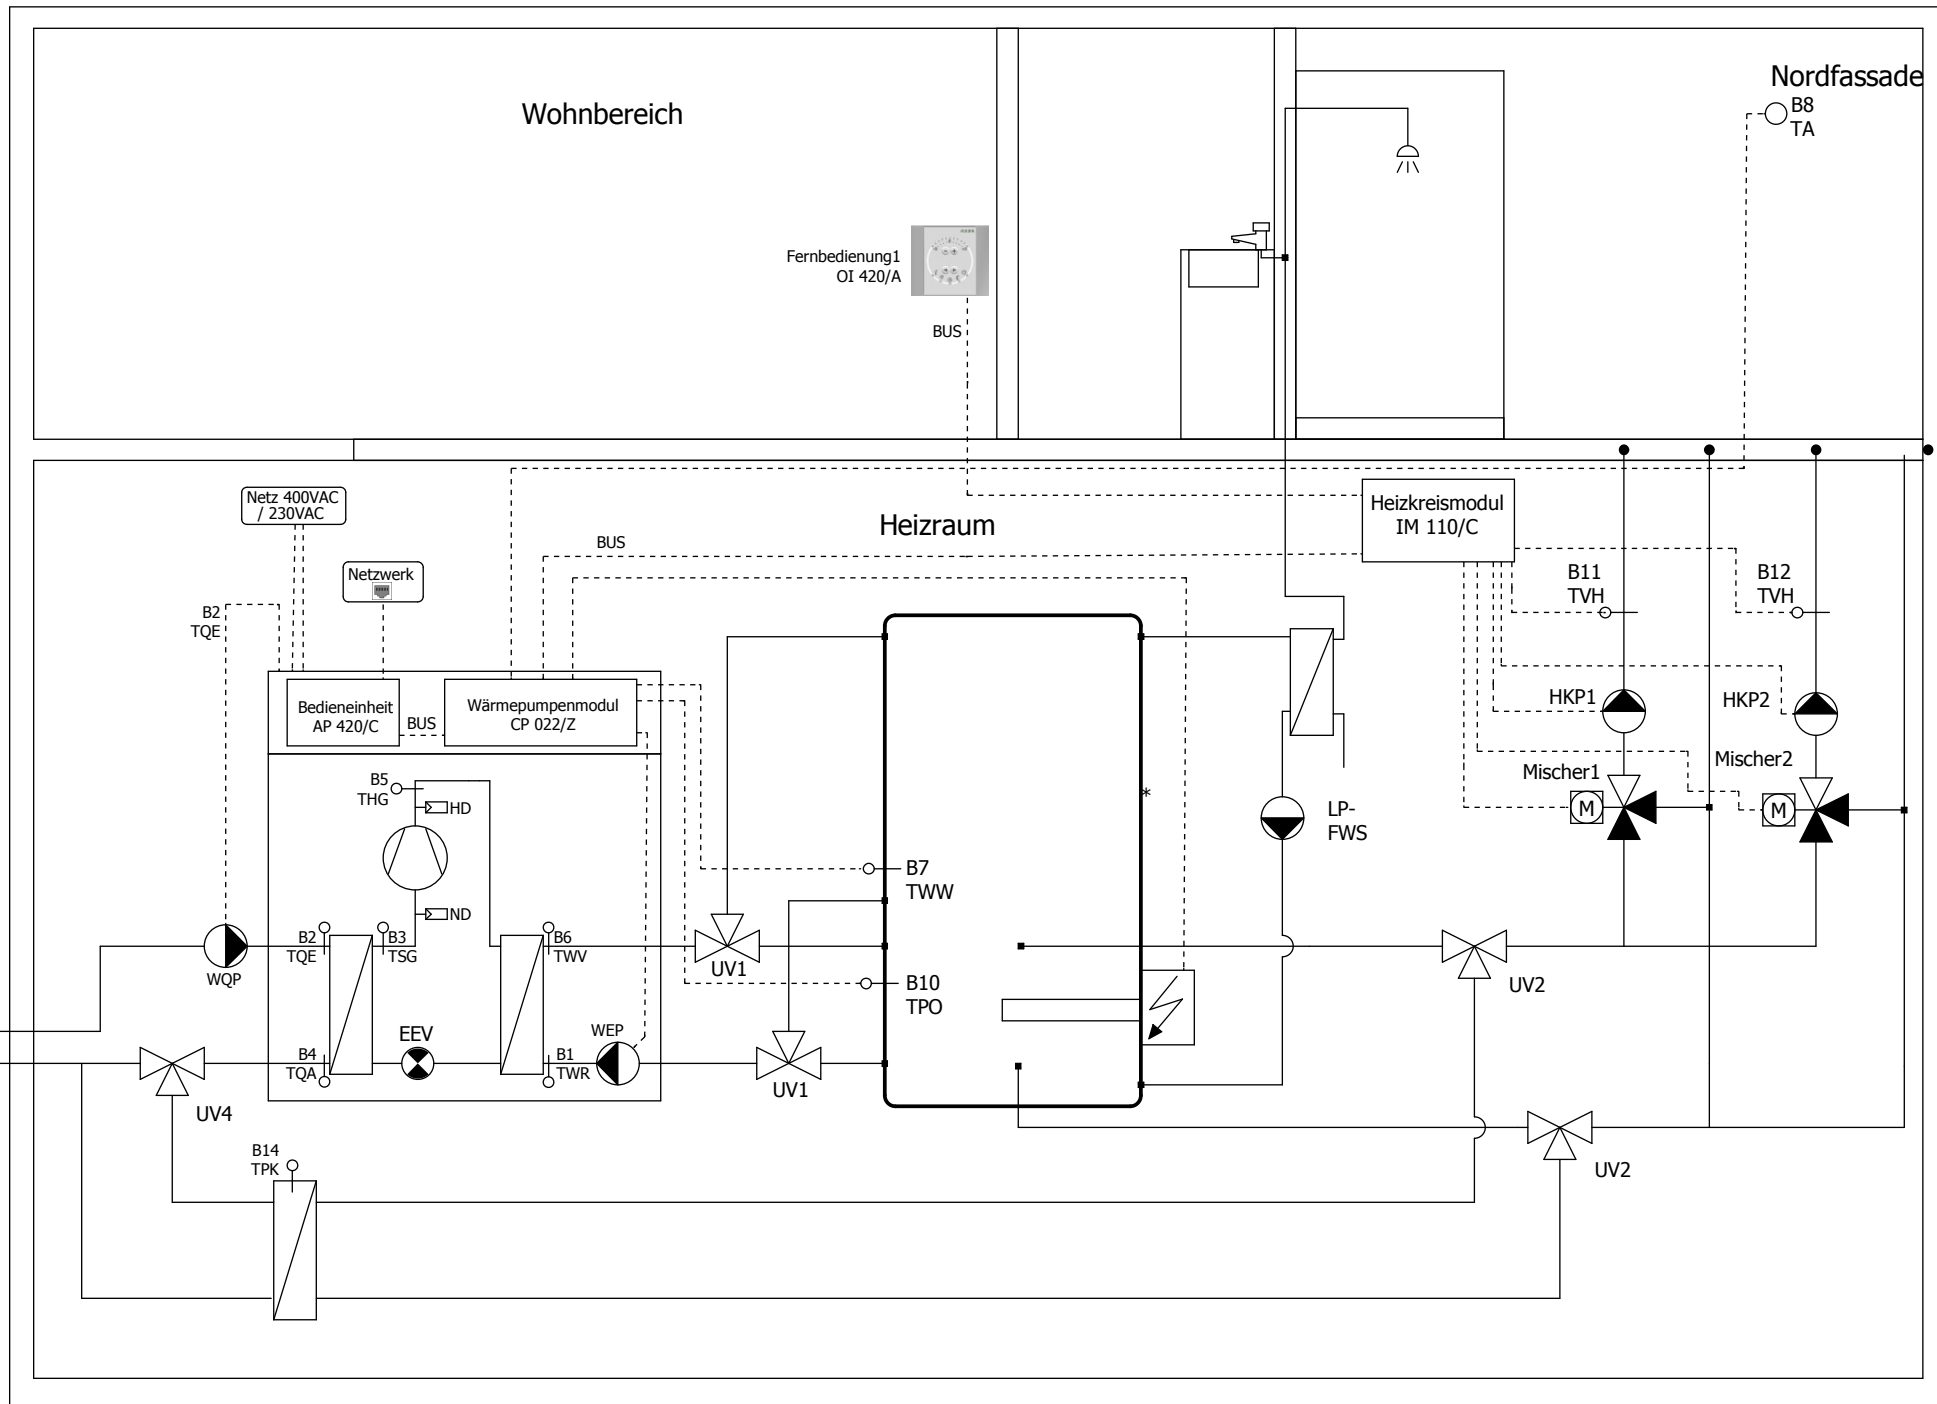 Nordfassade
Wohnbereich
B8
TA
Fernbedienung1
OI 420/A
BUS
Netz 400VAC
/ 230VAC
Heizraum
Heizkreismodul
IM 110/C
BUS
Netzwerk
B11
TVH
B12
TVH
B2
TQE
Bedieneinheit
AP 420/C
BUS
Wärmepumpenmodul
CP 022/Z
HKP1
HKP2
B5
THG
HD
Mischer1
M
Mischer2
M
*
LP-
FWS
B7
TWW
ND
B2
TQE
B3
TSG
B6
TWV
WQP
UV1
B10
TPO
UV2
EEV
WEP
B4
TQA
B1
TWR
UV4
UV1
B14
TPK
UV2